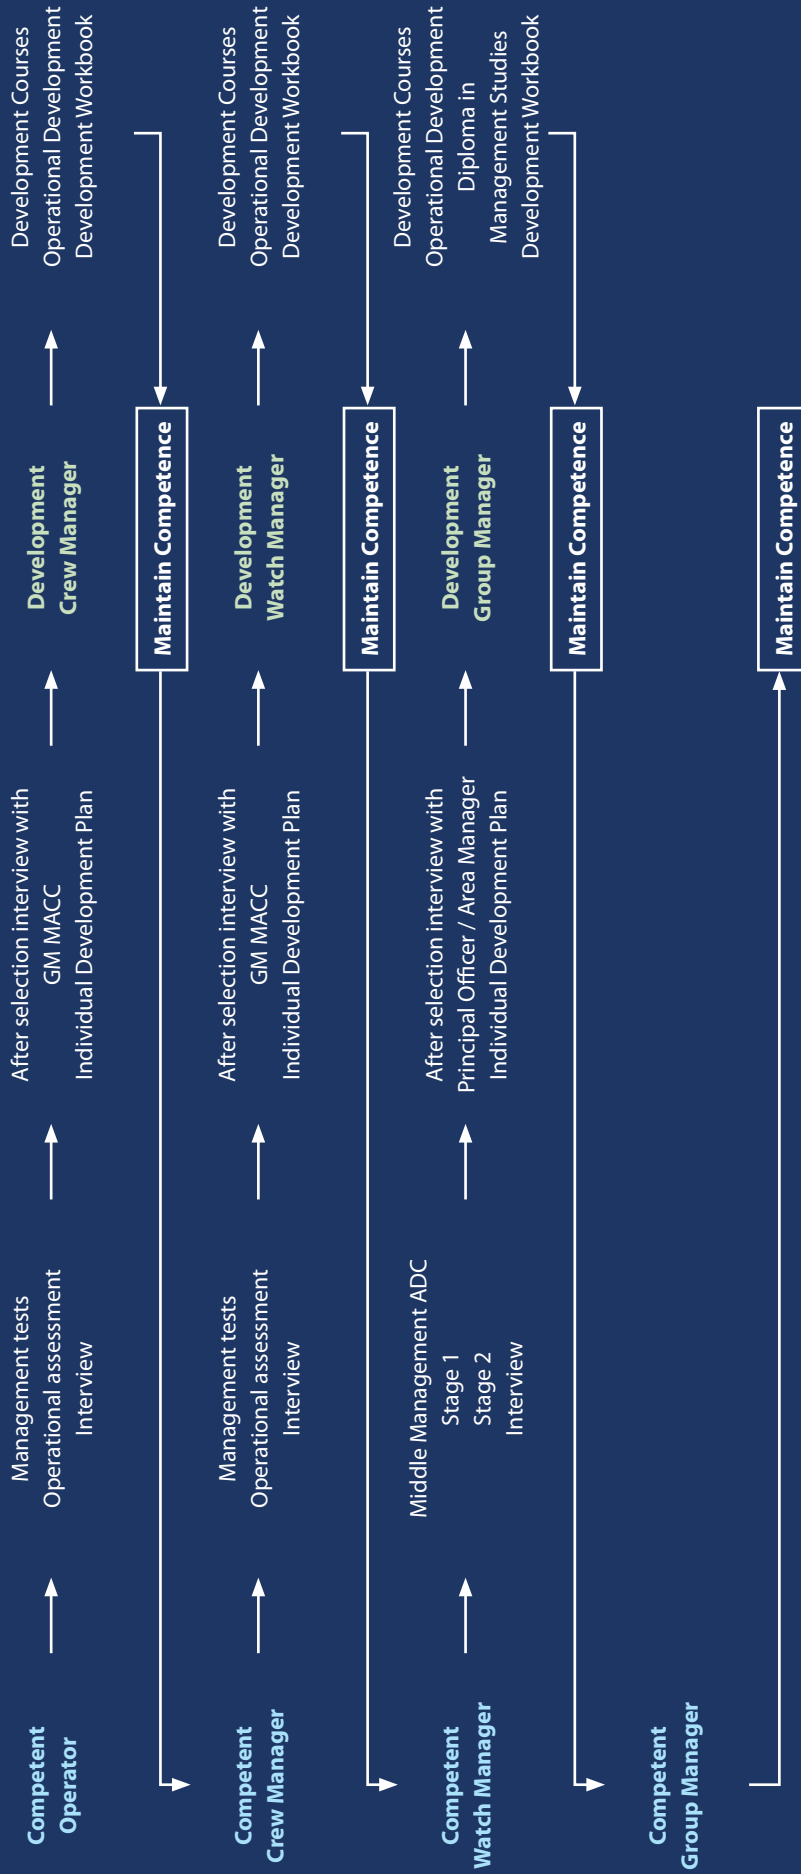 Competent
Operator
Management tests
Operational assessment
Interview
After selection interview with
GM MACC
Individual Development Plan
Development
Crew Manager
Development Courses
Operational Development
Development Workbook
Maintain Competence
Competent
Crew Manager
Management tests
Operational assessment
Interview
After selection interview with
GM MACC
Individual Development Plan
Development
Watch Manager
Development Courses
Operational Development
Development Workbook
Maintain Competence
Competent
Watch Manager
Middle Management ADC
Stage 1
Stage 2
Interview
After selection interview with
Principal Officer / Area Manager
Individual Development Plan
Development
Group Manager
Development Courses
Operational Development
Diploma in
Management Studies
Development Workbook
Maintain Competence
Competent
Group Manager
Maintain Competence